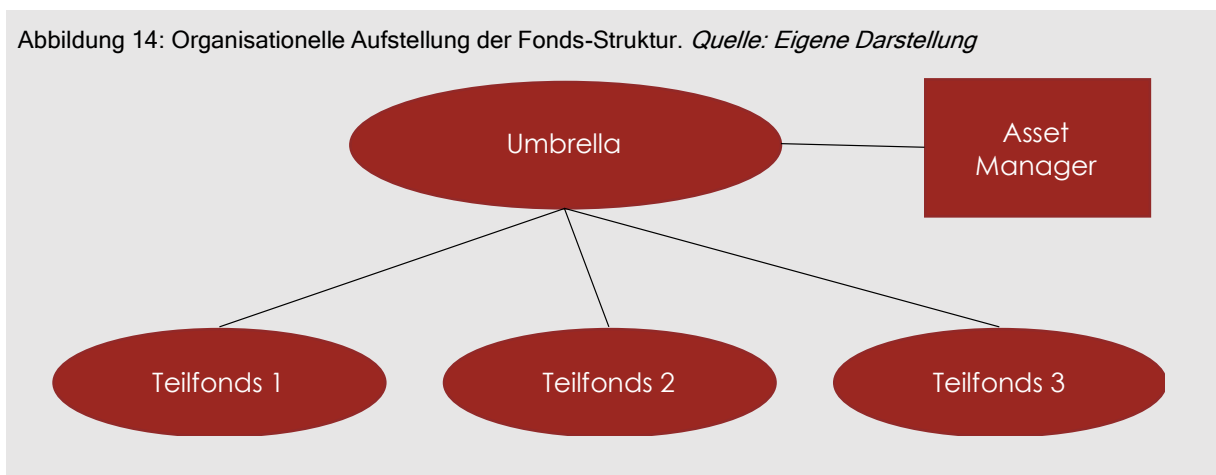 Abbildung 14: Organisationelle Aufstellung der Fonds-Struktur. Quelle: Eigene Darstellung
Umbrella
Asset
Manager
Teilfonds 1
Teilfonds 2
Teilfonds 3